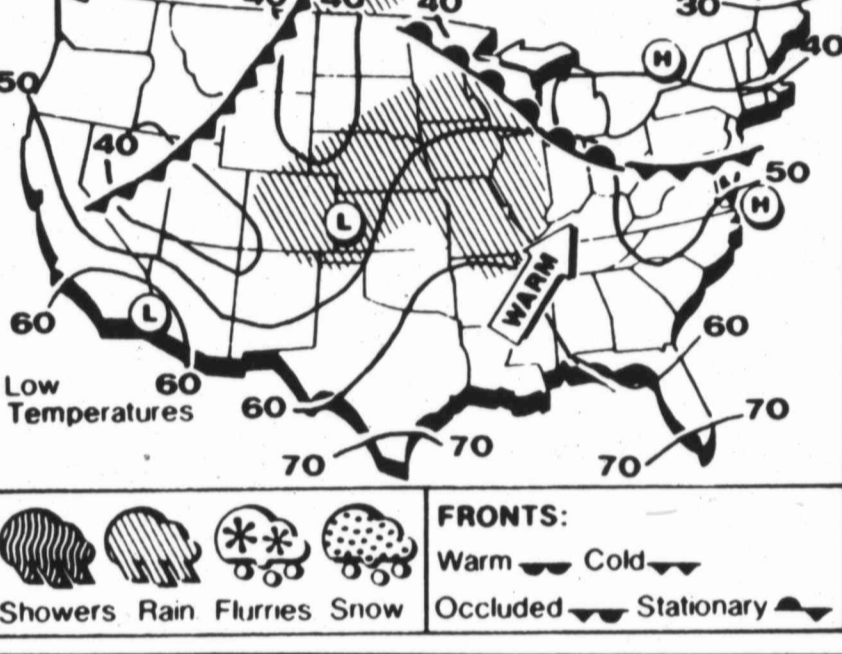 40 40 40 30
H
40
50
40
50
L
H
WARM
60
L
60
60
Low
Temperatures
60
70
70 70
70
FRONTS:
Warm Cold
Showers Rain Flurries Snow
Occluded Stationary